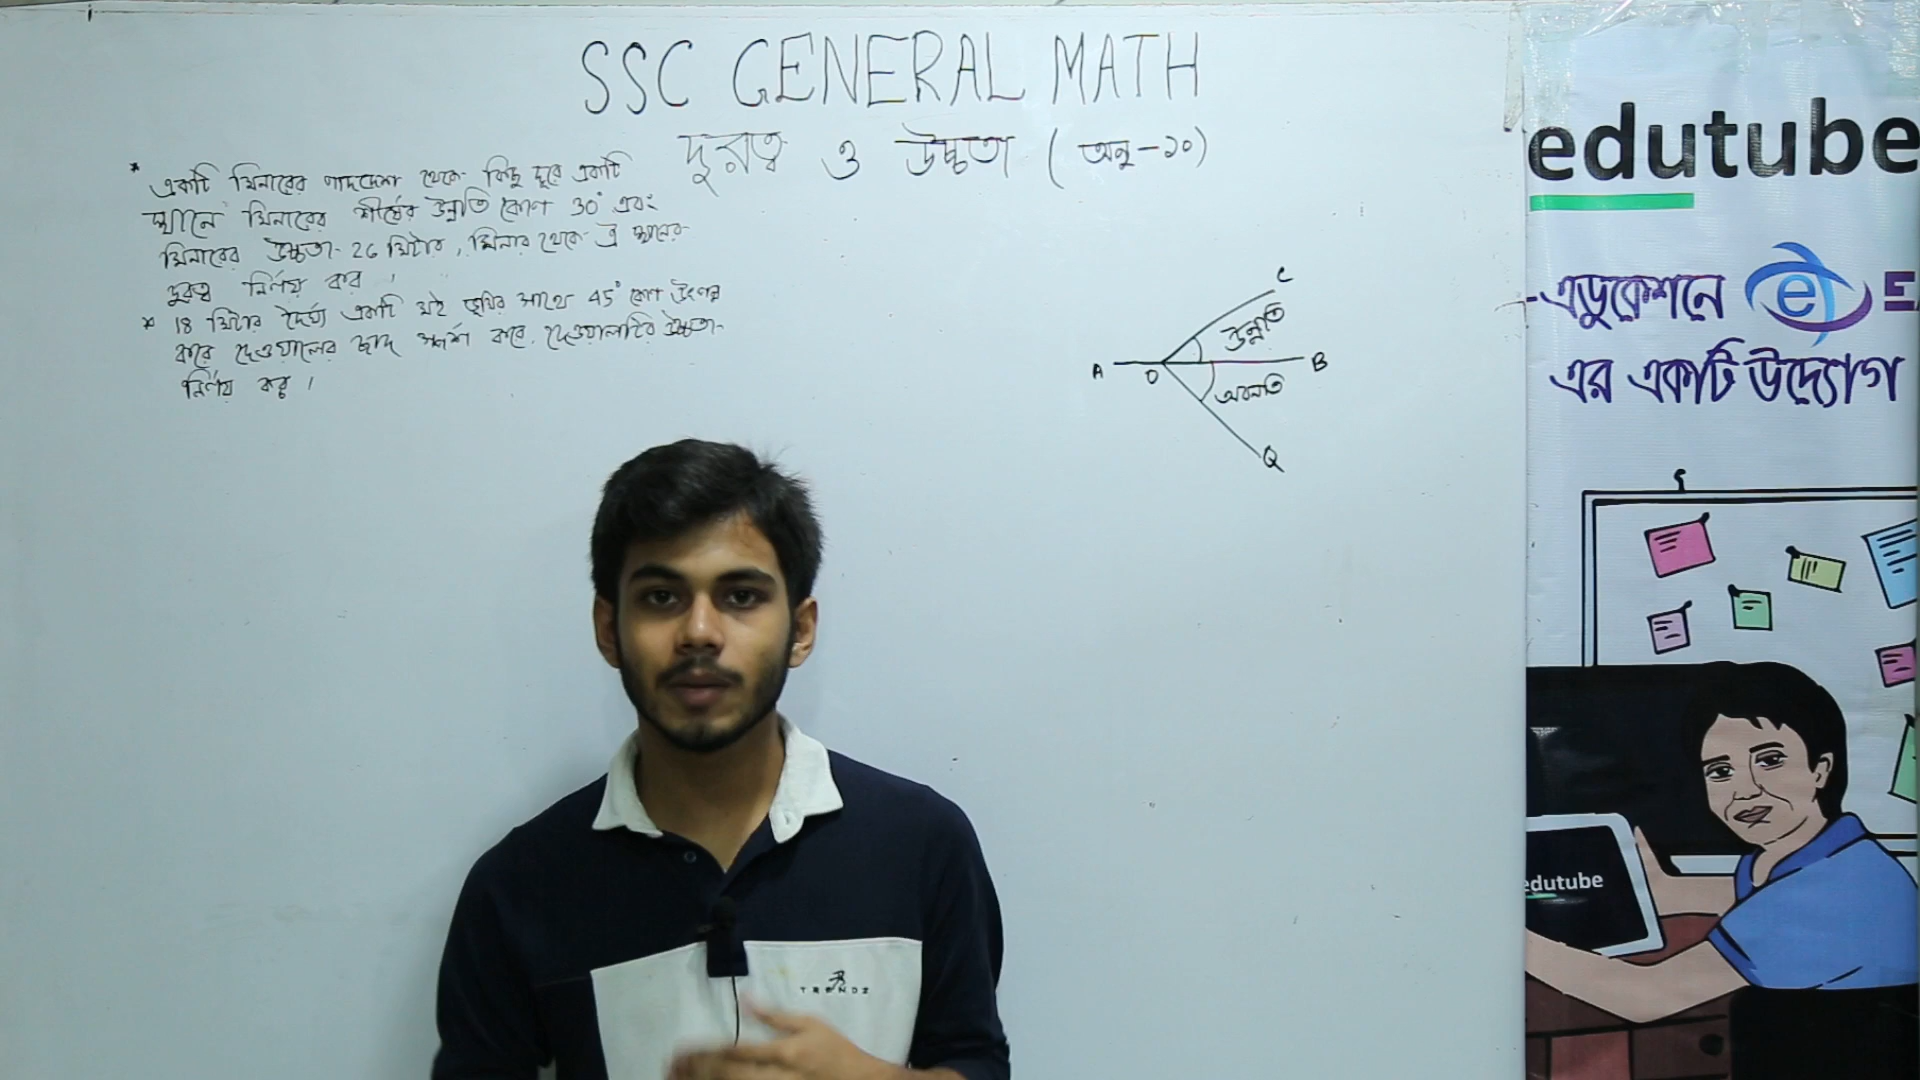 SSC GENERAL MATH
দূরত্ব ও উচ্চতা ( অনু-১০)
* একটি মিনারের পাদদেশ থেকে কিছু দূরে একটি
স্থানে মিনারের শীর্ষের উন্নতি কোণ 30° এবং
মিনারের উচ্চতা 26 মিটার, মিনার থেকে ঐ স্থানের
দূরত্ব নির্ণয় কর।
* 18 মিটার দৈর্ঘ্য একটি মই ভূমির সাথে 45° কোণ উৎপন্ন
করে দেওয়ালের ছাদ স্পর্শ করে. দেওয়ালটির উচ্চতা
নির্ণয় কর।
C
উন্নতি
A O B
অবনতি
Q
edutube
-এডুকেশনে e E
এর একটি উদ্যোগ
edutube
TRENDZ